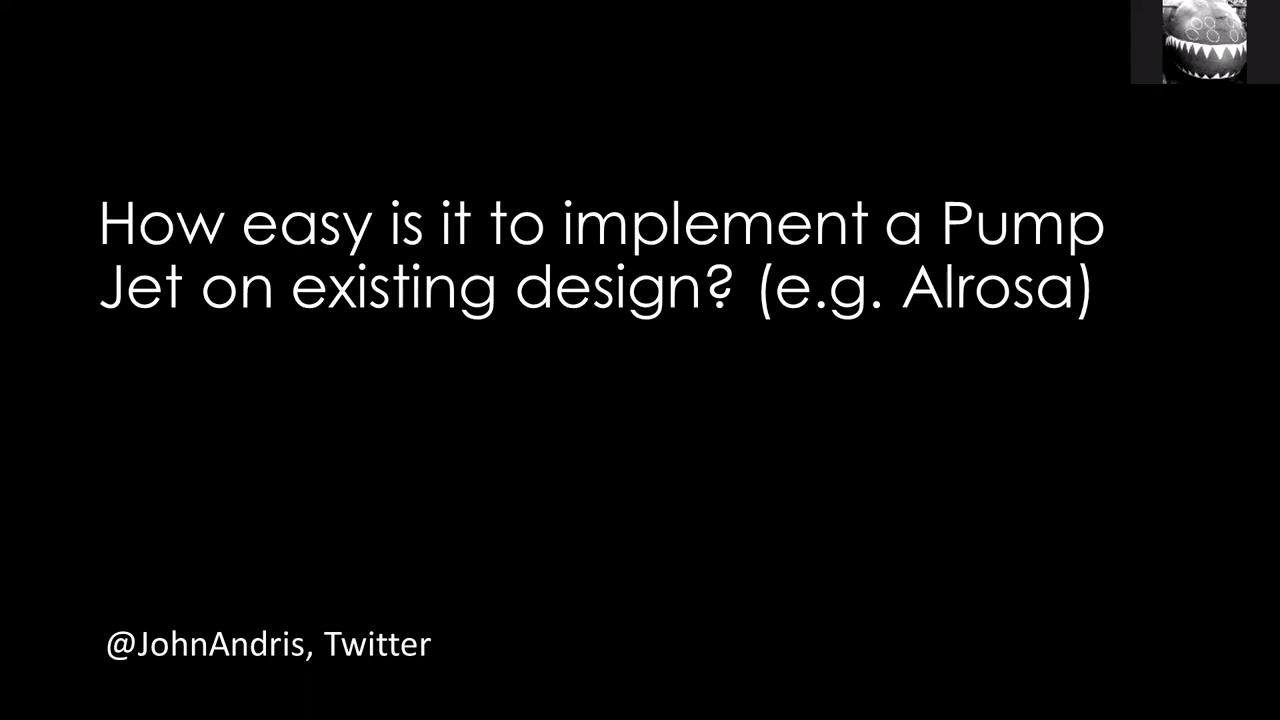 How easy is it to implement a Pump
Jet on existing design? (e.g. Alrosa)
@JohnAndris, Twitter